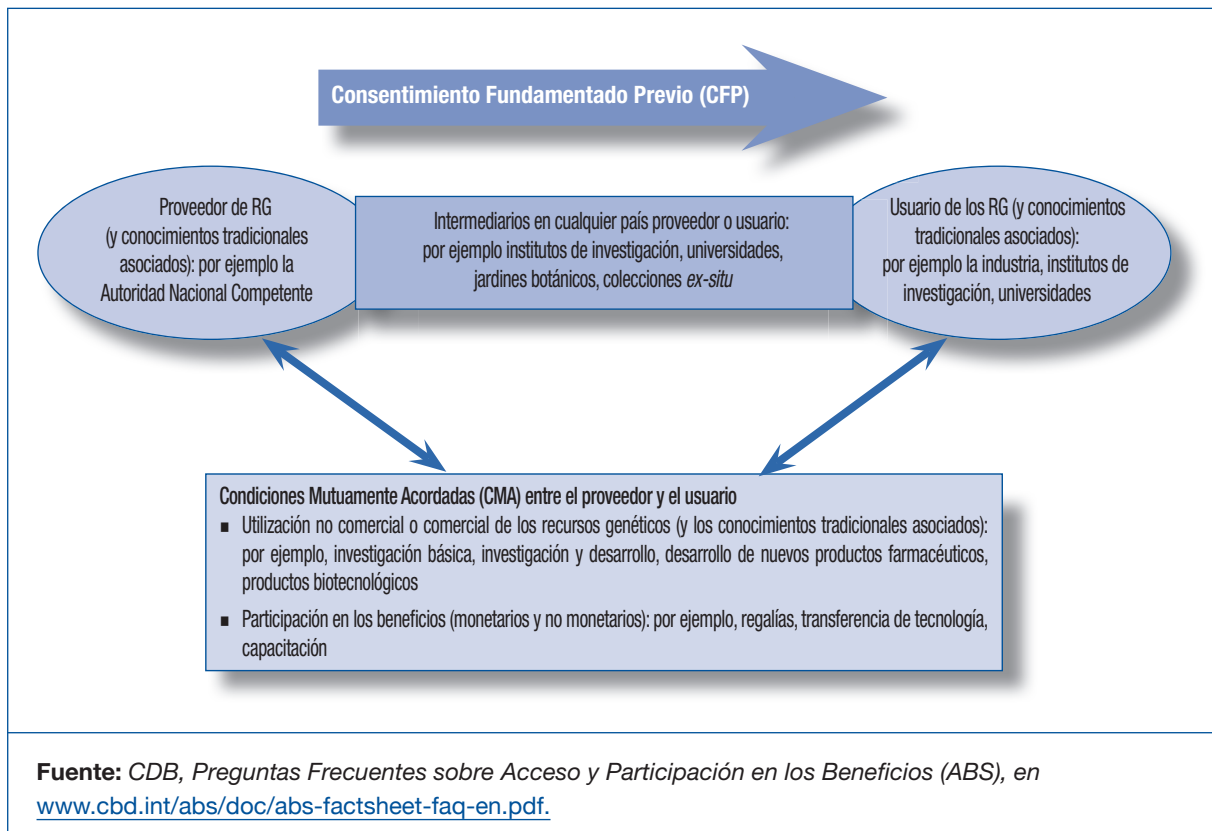 Consentimiento Fundamentado Previo (CFP)
Proveedor de RG
(y conocimientos tradicionales
asociados): por ejemplo la
Autoridad Nacional Competente
Intermediarios en cualquier país proveedor o usuario:
por ejemplo institutos de investigación, universidades,
jardines botánicos, colecciones ex-situ
Usuario de los RG (y conocimientos
tradicionales asociados):
por ejemplo la industria, institutos de
investigación, universidades
Condiciones Mutuamente Acordadas (CMA) entre el proveedor y el usuario
■ Utilización no comercial o comercial de los recursos genéticos (y los conocimientos tradicionales asociados):
por ejemplo, investigación básica, investigación y desarrollo, desarrollo de nuevos productos farmacéuticos,
productos biotecnológicos
■ Participación en los beneficios (monetarios y no monetarios): por ejemplo, regalías, transferencia de tecnología,
capacitación
Fuente: CDB, Preguntas Frecuentes sobre Acceso y Participación en los Beneficios (ABS), en
www.cbd.int/abs/doc/abs-factsheet-faq-en.pdf.